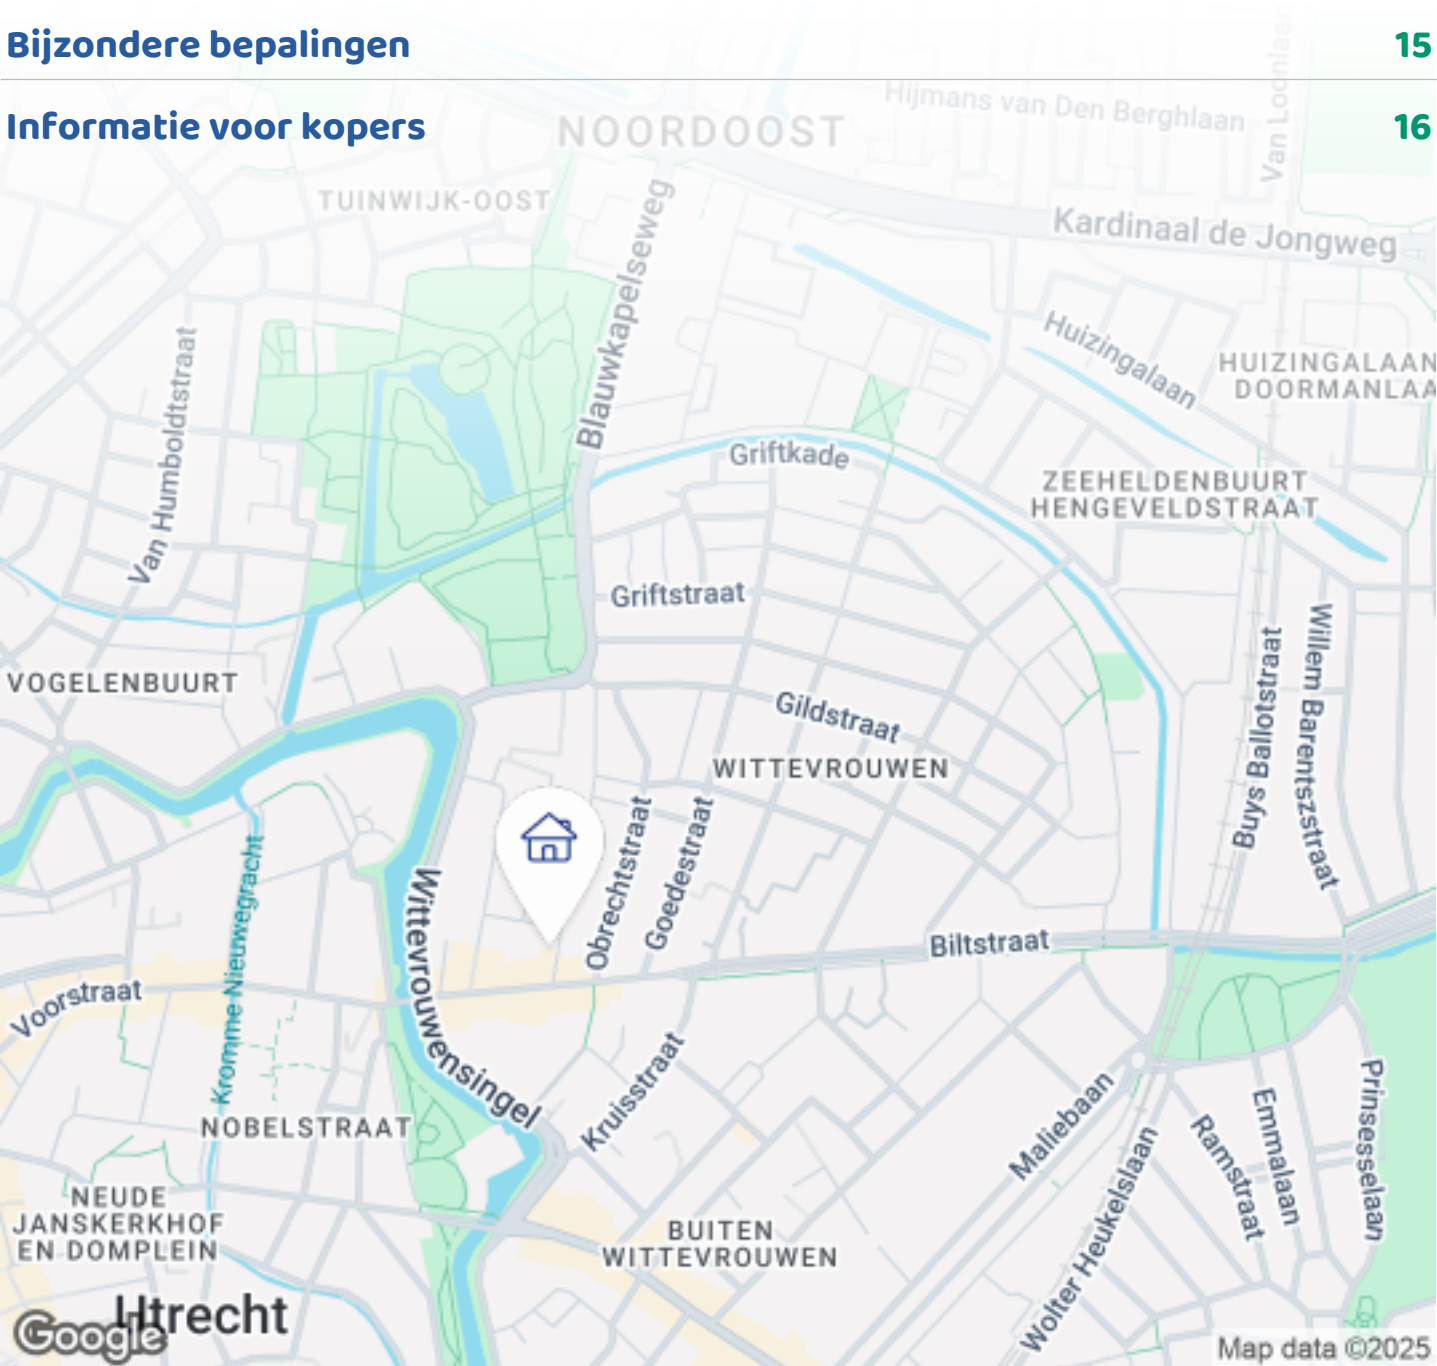 Bijzondere bepalingen 15
Informatie voor kopers 16
Hijmans van Den Berghlaan
Van Loonlaan
NOORDOOST
TUINWIJK-OOST
Kardinaal de Jongweg
Blauwkapelseweg
Huizingalaan
HUIZINGALAAN
DOORMANLAA
Van Humboldtstraat
Griftkade
ZEEHELDENBUURT
HENGEVELDSTRAAT
Griftstraat
Willem Barentszstraat
Buys Ballotstraat
VOGELENBUURT
Gildstraat
WITTEVROUWEN
Obrechtstraat
Goedestraat
Kromme Nieuwegracht
Wittevrouwensingel
Biltstraat
Voorstraat
Kruisstraat
NOBELSTRAAT
Maliebaan
Prinsesselaan
Emmalaan
Ramstraat
Wolter Heukelslaan
NEUDE
JANSKERKHOF
EN DOMPLEIN
BUITEN
WITTEVROUWEN
Utrecht
Google
Map data ©2025